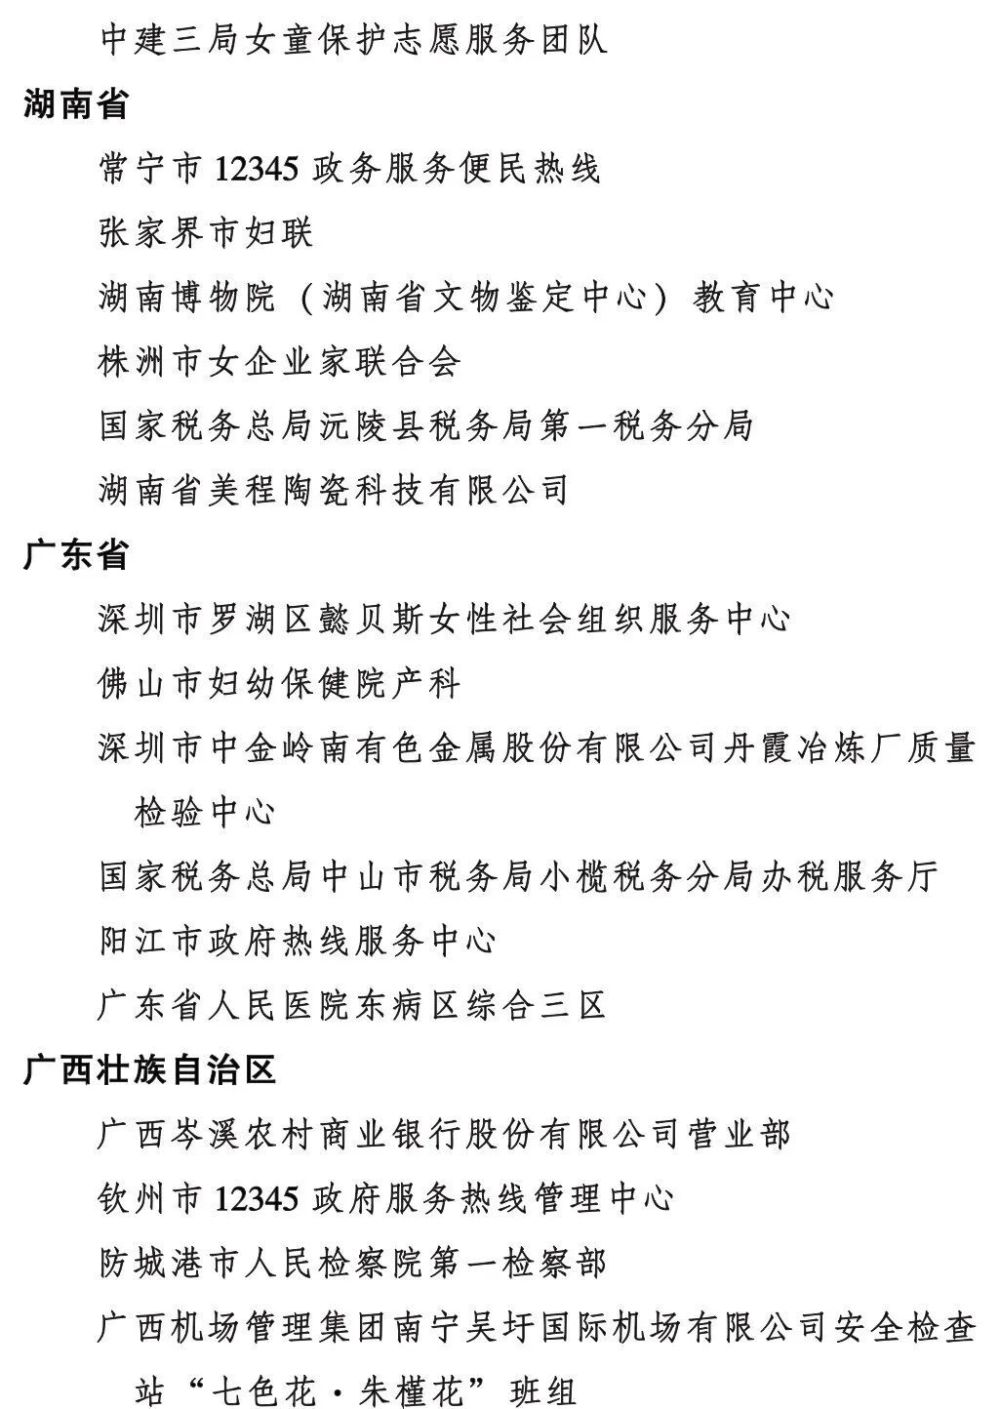 中建三局女童保护志愿服务团队
湖南省
常宁市 12345 政务服务便民热线
张家界市妇联
湖南博物院（湖南省文物鉴定中心）教育中心
株洲市女企业家联合会
国家税务总局沅陵县税务局第一税务分局
湖南省美程陶瓷科技有限公司
广东省
深圳市罗湖区懿贝斯女性社会组织服务中心
佛山市妇幼保健院产科
深圳市中金岭南有色金属股份有限公司丹霞冶炼厂质量
检验中心
国家税务总局中山市税务局小榄税务分局办税服务厅
阳江市政府热线服务中心
广东省人民医院东病区综合三区
广西壮族自治区
广西岑溪农村商业银行股份有限公司营业部
钦州市 12345 政府服务热线管理中心
防城港市人民检察院第一检察部
广西机场管理集团南宁吴圩国际机场有限公司安全检查
站“七色花·朱槿花”班组